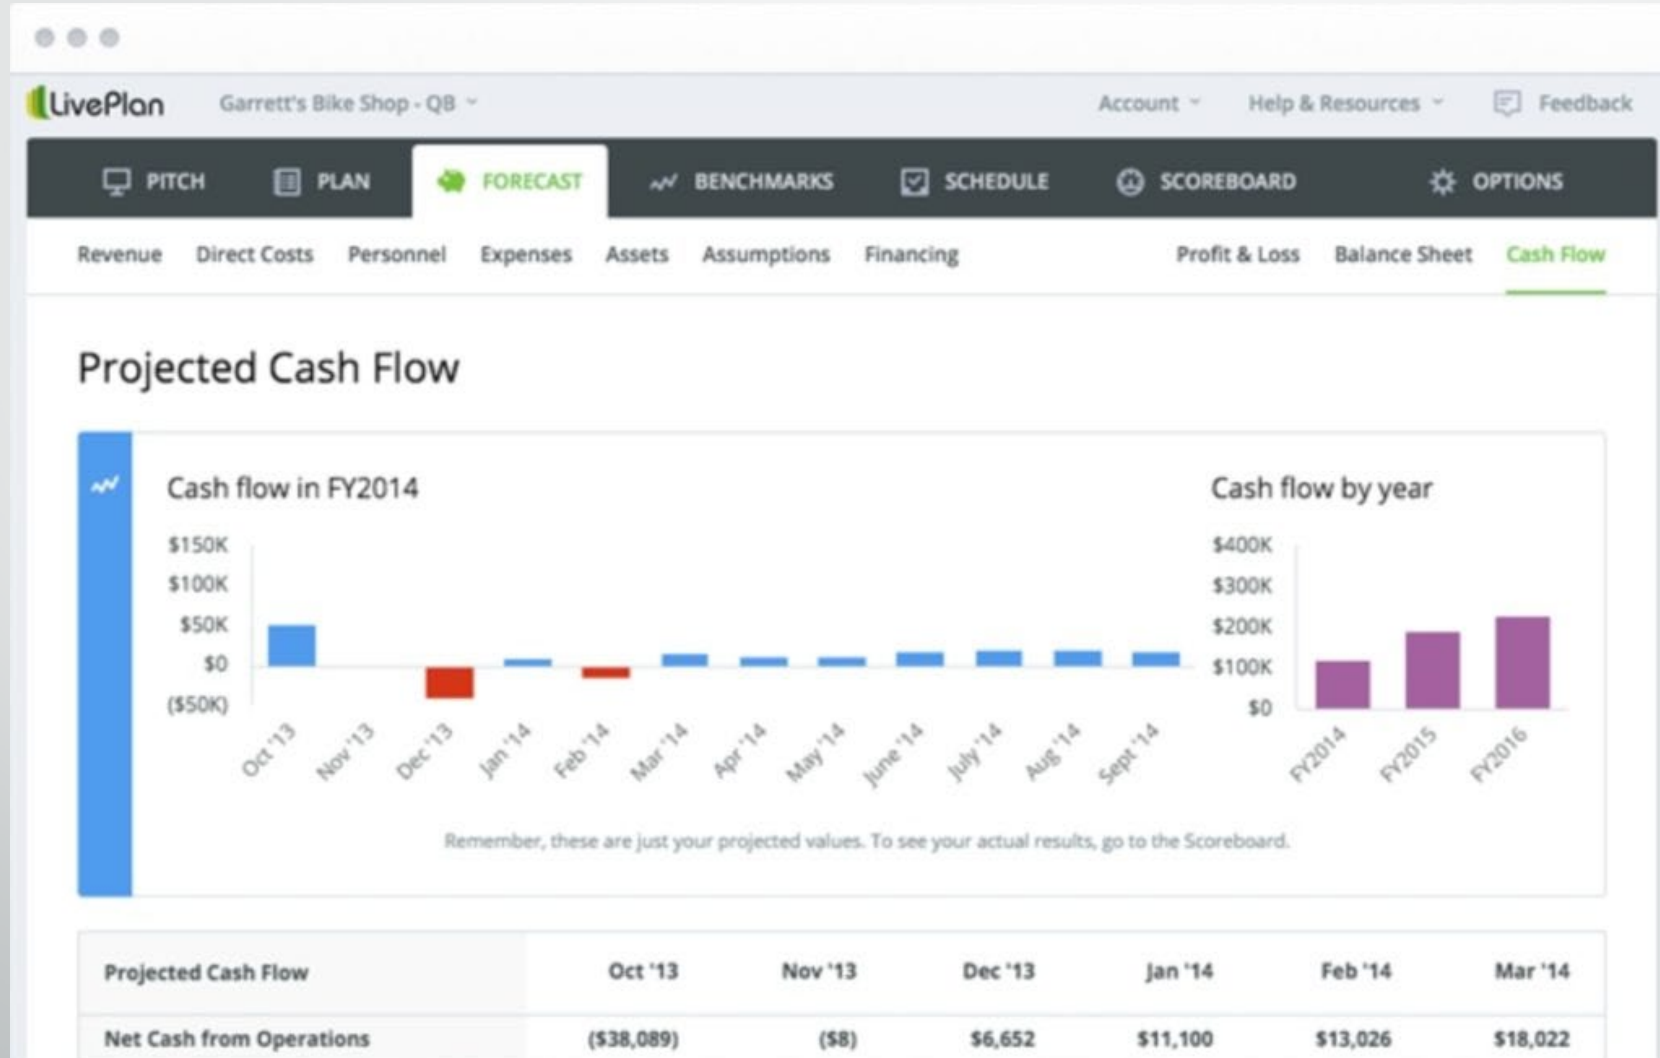 LivePlan Garrett's Bike Shop - QB Account Help & Resources Feedback
PITCH PLAN FORECAST BENCHMARKS SCHEDULE SCOREBOARD OPTIONS
Revenue Direct Costs Personnel Expenses Assets Assumptions Financing Profit & Loss Balance Sheet Cash Flow
Projected Cash Flow
Cash flow in FY2014
$150K
$100K
$50K
$0
($50K)
Oct '13 Nov '13 Dec '13 Jan '14 Feb '14 Mar '14 Apr '14 May '14 June '14 July '14 Aug '14 Sept '14
Cash flow by year
$400K
$300K
$200K
$100K
$0
FY2014 FY2015 FY2016
Remember, these are just your projected values. To see your actual results, go to the Scoreboard.
Projected Cash Flow Oct '13 Nov '13 Dec '13 Jan '14 Feb '14 Mar '14
Net Cash from Operations ($38,089) ($8) $6,652 $11,100 $13,026 $18,022